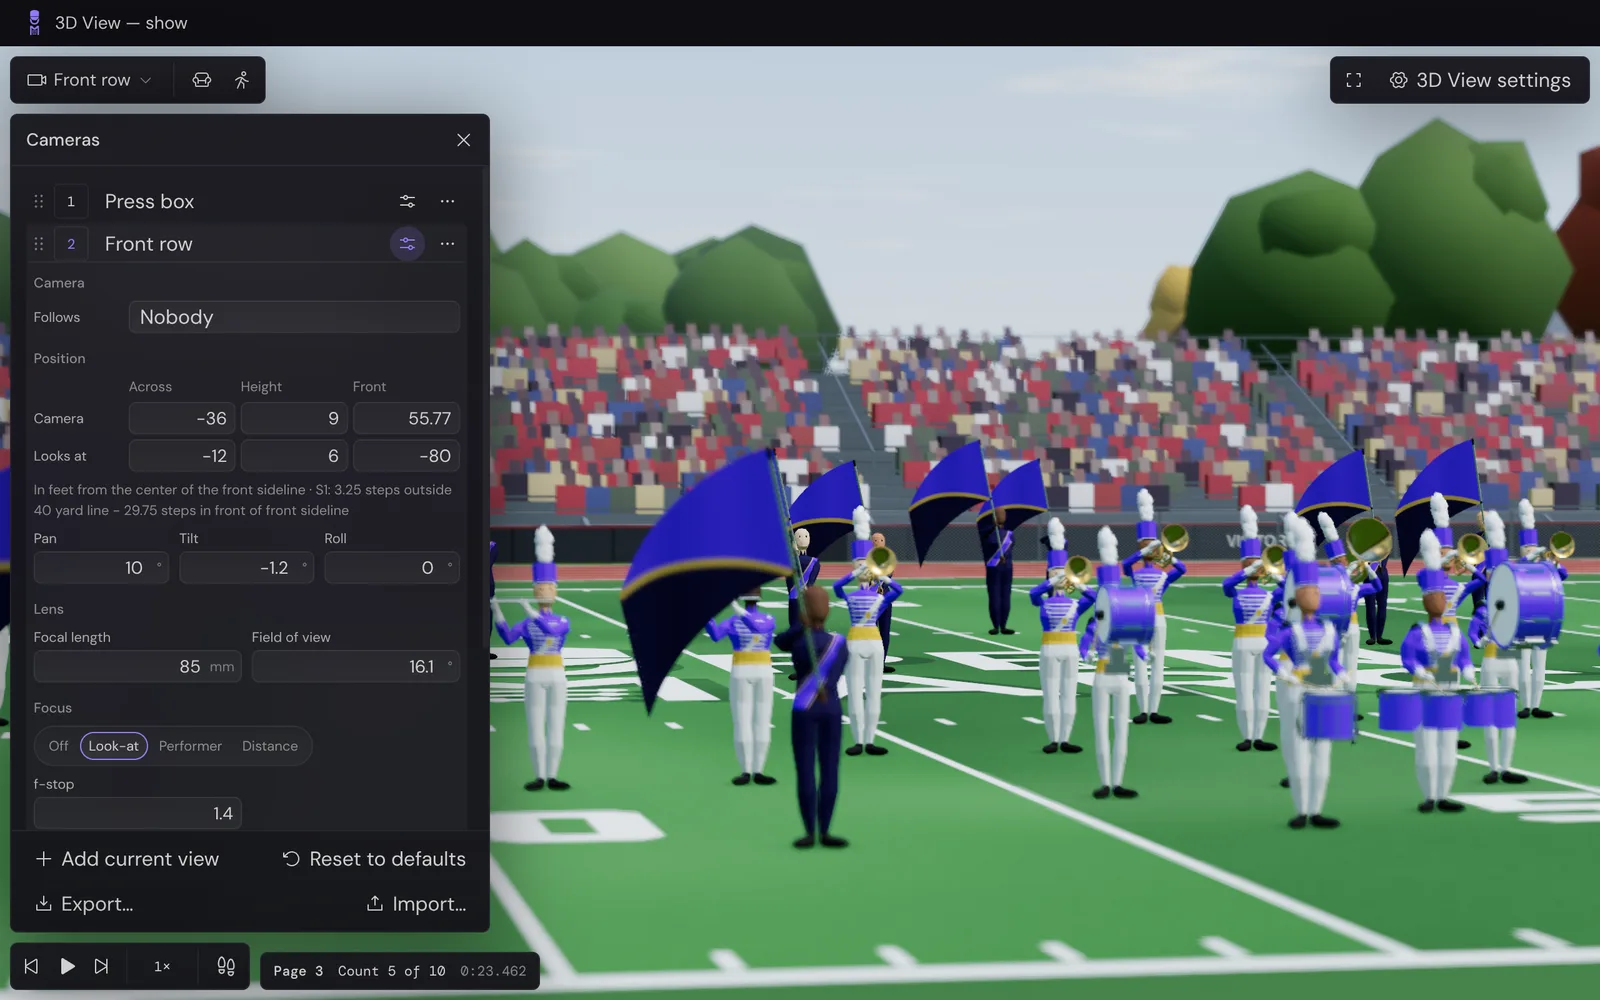 3D View — show
Front row
3D View settings
Cameras
1 Press box
2 Front row
Camera
Follows Nobody
Position
Across Height Front
Camera -36 9 55.77
Looks at -12 6 -80
In feet from the center of the front sideline · S1: 3.25 steps outside
40 yard line - 29.75 steps in front of front sideline
Pan Tilt Roll
10 ° -1.2 ° 0 °
Lens
Focal length Field of view
85 mm 16.1 °
Focus
Off Look-at Performer Distance
f-stop
1.4
Add current view Reset to defaults
Export... Import...
1× Page 3 Count 5 of 10 0:23.462